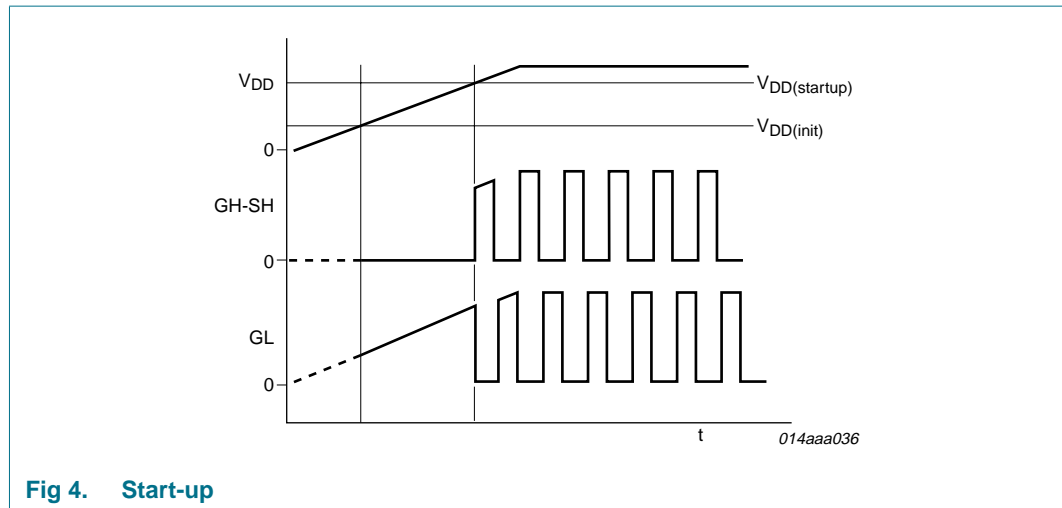 VDD
VDD(startup)
VDD(init)
0
GH-SH
0
GL
0
t
014aaa036
Fig 4. Start-up